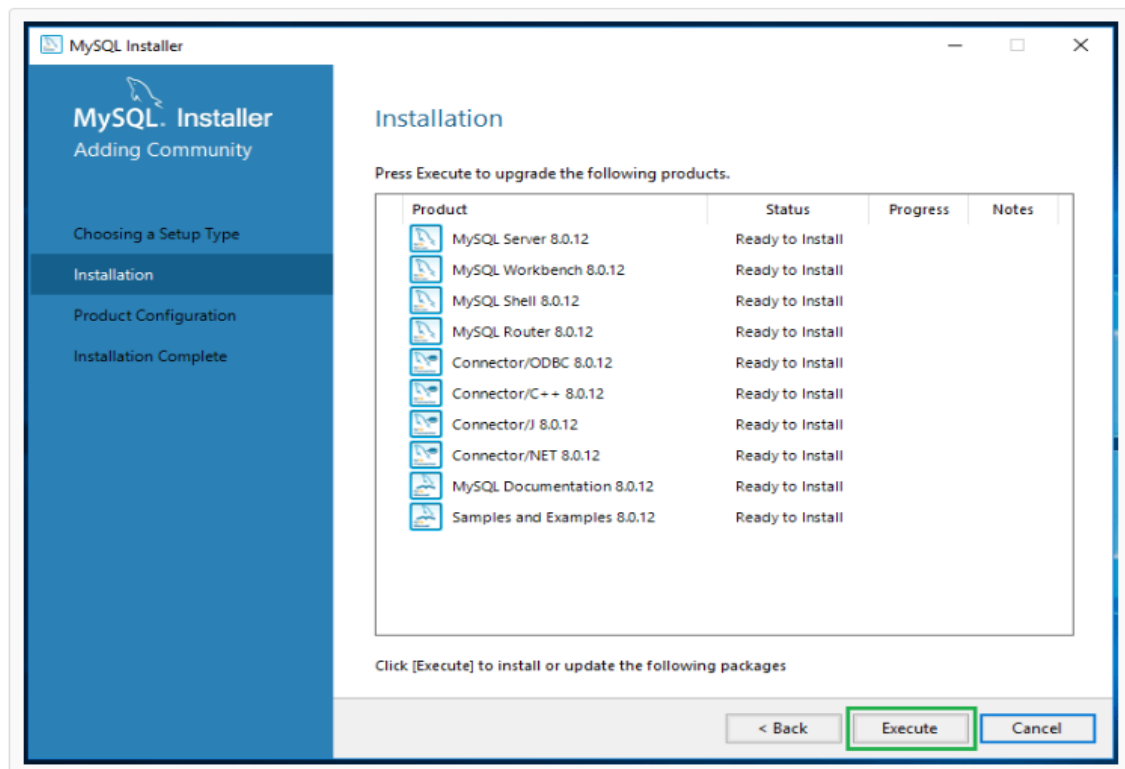 MySQL Installer
MySQL. Installer
Adding Community
Choosing a Setup Type
Installation
Product Configuration
Installation Complete
Installation
Press Execute to upgrade the following products.
Product Status Progress Notes
MySQL Server 8.0.12 Ready to Install
MySQL Workbench 8.0.12 Ready to Install
MySQL Shell 8.0.12 Ready to Install
MySQL Router 8.0.12 Ready to Install
Connector/ODBC 8.0.12 Ready to Install
Connector/C++ 8.0.12 Ready to Install
Connector/J 8.0.12 Ready to Install
Connector/NET 8.0.12 Ready to Install
MySQL Documentation 8.0.12 Ready to Install
Samples and Examples 8.0.12 Ready to Install
Click [Execute] to install or update the following packages
< Back Execute Cancel